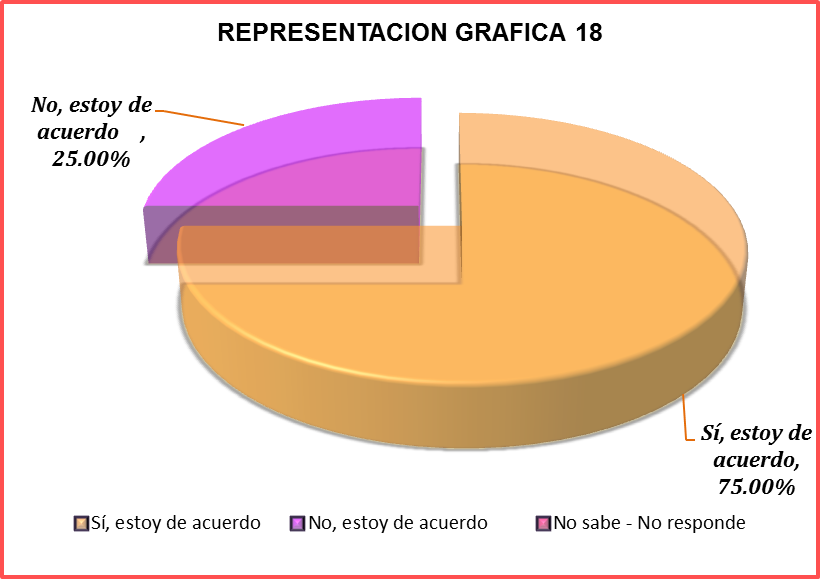 REPRESENTACION GRAFICA 18
No, estoy de
acuerdo ,
25.00%
Sí, estoy de
acuerdo,
75.00%
Sí, estoy de acuerdo
No, estoy de acuerdo
No sabe - No responde